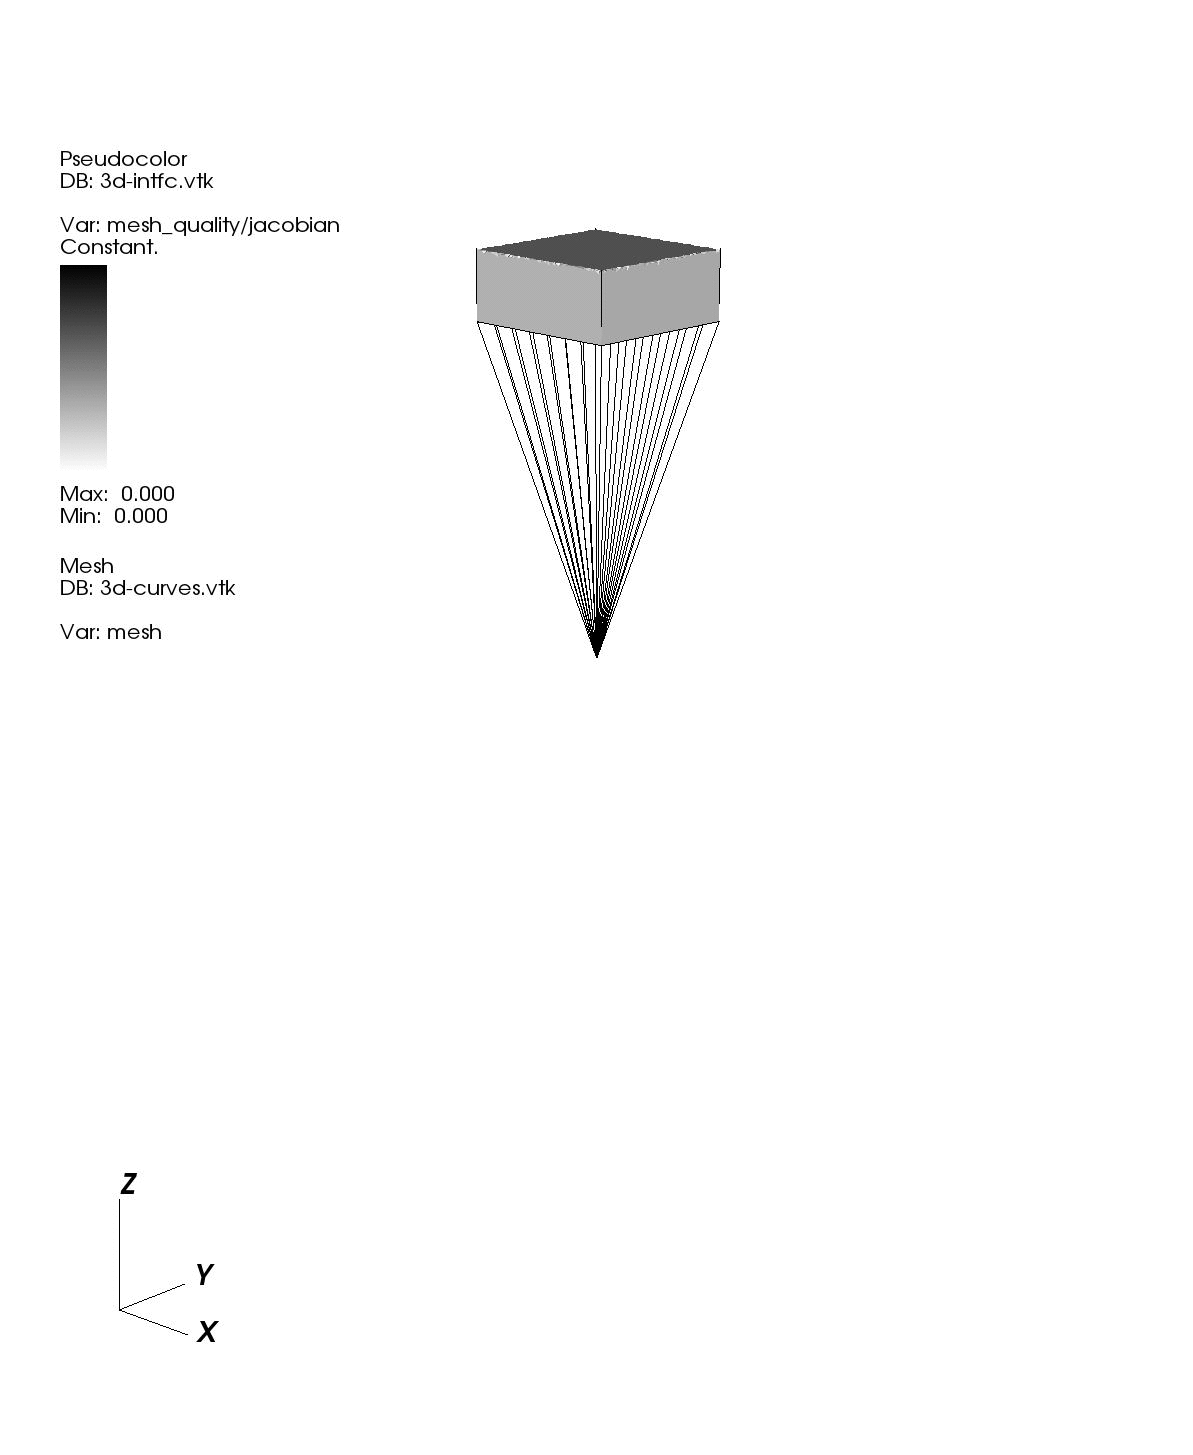 Pseudocolor
DB: 3d-intfc.vtk
Var: mesh_quality/jacobian
Constant.
Max: 0.000
Min: 0.000
Mesh
DB: 3d-curves.vtk
Var: mesh
Z
Y
X